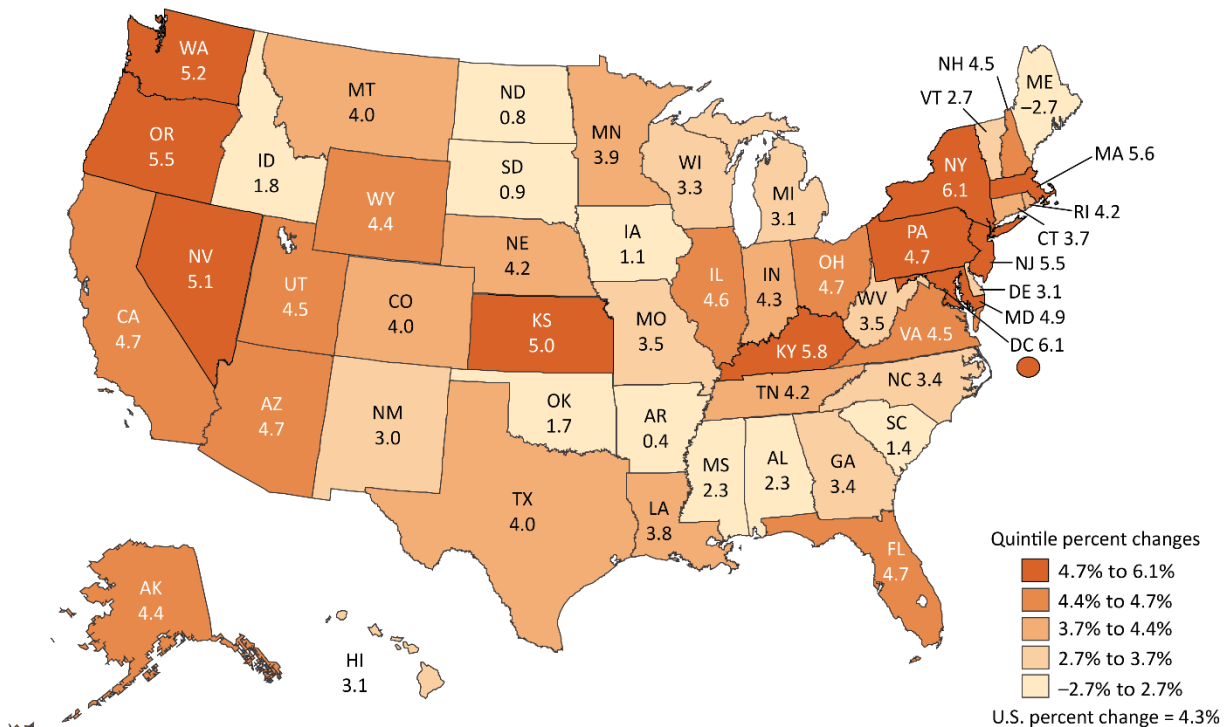 WA
5.2
OR
5.5
CA
4.7
NV
5.1
ID
1.8
MT
4.0
WY
4.4
UT
4.5
AZ
4.7
CO
4.0
NM
3.0
ND
0.8
SD
0.9
NE
4.2
KS
5.0
OK
1.7
TX
4.0
MN
3.9
IA
1.1
MO
3.5
AR
0.4
LA
3.8
WI
3.3
IL
4.6
MI
3.1
IN
4.3
OH
4.7
KY 5.8
TN 4.2
MS
2.3
AL
2.3
GA
3.4
FL
4.7
SC
1.4
NC 3.4
VA 4.5
WV
3.5
PA
4.7
NY
6.1
VT 2.7
NH 4.5
ME
−2.7
MA 5.6
RI 4.2
CT 3.7
NJ 5.5
DE 3.1
MD 4.9
DC 6.1
AK
4.4
HI
3.1
Quintile percent changes
4.7% to 6.1%
4.4% to 4.7%
3.7% to 4.4%
2.7% to 3.7%
−2.7% to 2.7%
U.S. percent change = 4.3%